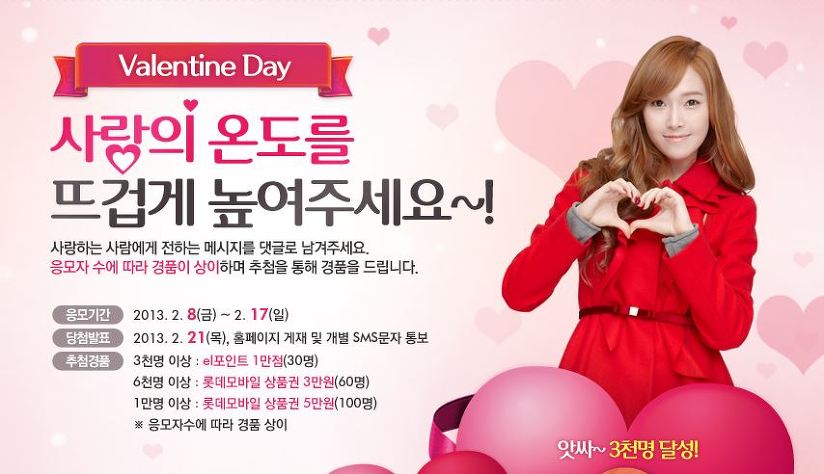 Valentine Day
사랑의 온도를
뜨겁게 높여주세요~!
사랑하는 사람에게 전하는 메시지를 댓글로 남겨주세요.
응모자 수에 따라 경품이 상이하며 추첨을 통해 경품을 드립니다.
응모기간 2013. 2. 8(금) ~ 2. 17(일)
당첨발표 2013. 2. 21(목), 홈페이지 게재 및 개별 SMS문자 통보
추첨경품 3천명 이상 : el포인트 1만점(30명)
6천명 이상 : 롯데모바일 상품권 3만원(60명)
1만명 이상 : 롯데모바일 상품권 5만원(100명)
※ 응모자수에 따라 경품 상이
앗싸~ 3천명 달성!